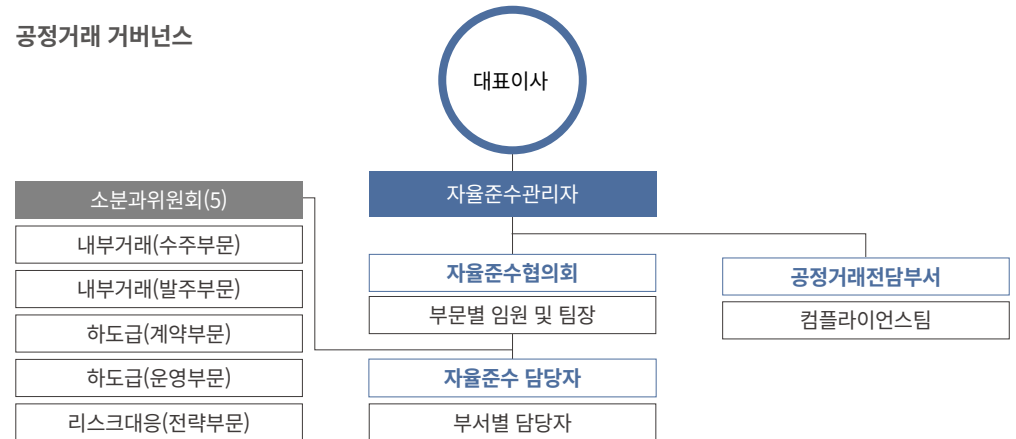 공정거래 거버넌스
대표이사
소분과위원회(5)
내부거래(수주부문)
내부거래(발주부문)
하도급(계약부문)
하도급(운영부문)
리스크대응(전략부문)
자율준수관리자
자율준수협의회
부문별 임원 및 팀장
자율준수 담당자
부서별 담당자
공정거래전담부서
컴플라이언스팀